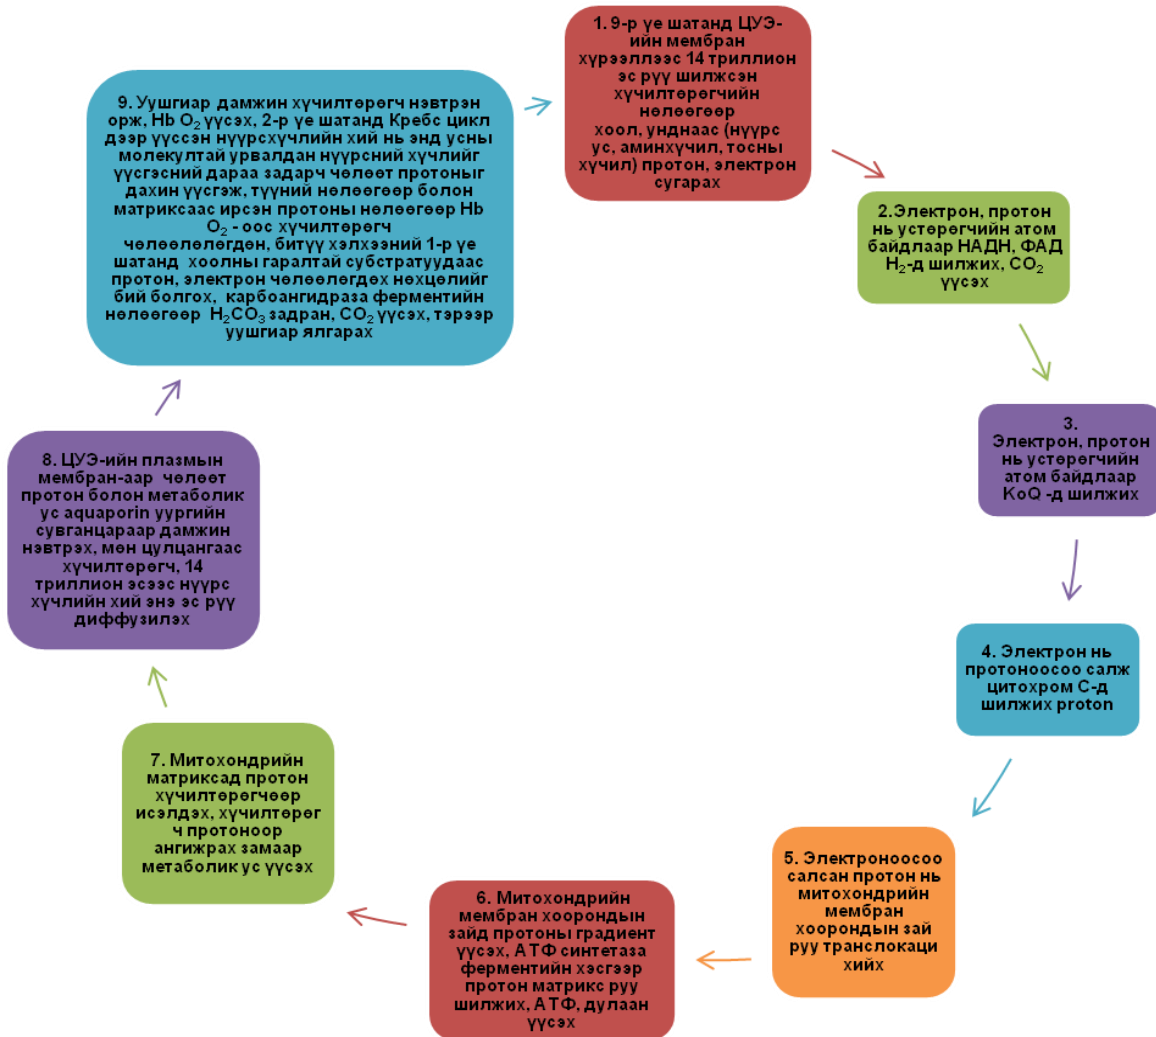 1. 9-р үе шатанд ЦУЭ-
ийн мембран
хүрээллээс 14 триллион
эс рүү шилжсэн
хүчилтөрөгчийн
нөлөөгөөр
хоол, унднаас (нүүрс
ус, аминхүчил, тосны
хүчил) протон, электрон
сугарах
2.Электрон, протон
нь устөрөгчийн атом
байдлаар НАДН, ФАД
H₂-д шилжих, CO₂
үүсэх
3.
Электрон, протон
нь устөрөгчийн
атом байдлаар
KoQ -д шилжих
4. Электрон нь
протоноосоо салж
цитохром С-д
шилжих proton
5. Электроноосоо
салсан протон нь
митохондрийн
мембран
хоорондын зай
руу транслокаци
хийх
6. Митохондрийн
мембран хоорондын
зайд протоны градиент
үүсэх, АТФ синтетаза
ферментийн хэсгээр
протон матрикс руу
шилжих, АТФ, дулаан
үүсэх
7. Митохондрийн
матриксад протон
хүчилтөрөгчөөр
исэлдэх, хүчилтөрөг
ч протоноор
ангижрах замаар
метаболик ус үүсэх
8. ЦУЭ-ийн плазмын
мембран-аар чөлөөт
протон болон метаболик
ус aquaporin уургийн
сувганцараар дамжин
нэвтрэх, мөн цулцангаас
хүчилтөрөгч, 14
триллион эсээс нүүрс
хүчлийн хий энэ эс рүү
диффузилэх
9. Уушгиар дамжин хүчилтөрөгч нэвтрэн
орж, Hb O₂ үүсэх, 2-р үе шатанд Кребс цикл
дээр үүссэн нүүрсхүчлийн хий нь энд усны
молекултай урвалдан нүүрсний хүчлийг
үүсгэсний дараа задарч чөлөөт протоныг
дахин үүсгэж, түүний нөлөөгөөр болон
матриксаас ирсэн протоны нөлөөгөөр Hb
O₂ - оос хүчилтөрөгч
чөлөөлөлөгдөн, битүү хэлхээний 1-р үе
шатанд хоолны гаралтай субстратуудаас
протон, электрон чөлөөлөгдөх нөхцөлийг
бий болгох, карбоангидраза ферментийн
нөлөөгөөр H₂CO₃ задран, CO₂ үүсэх, тэрээр
уушгиар ялгарах